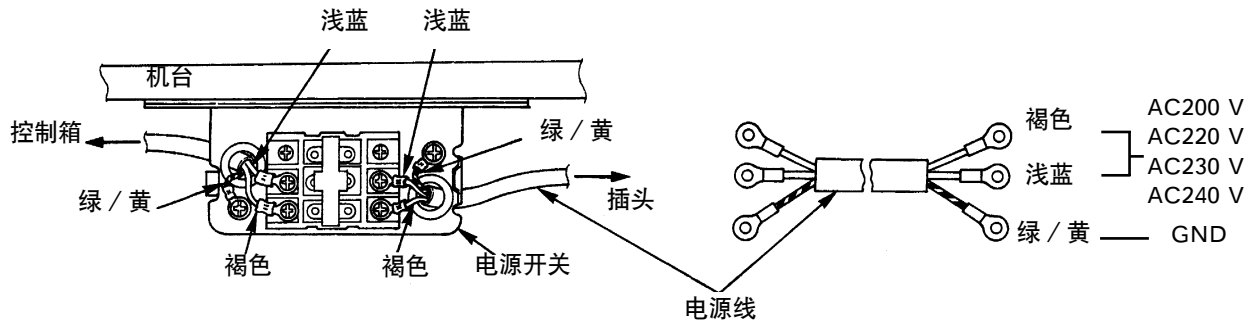 浅蓝
浅蓝
机台
控制箱
绿／黄
绿／黄
插头
褐色
褐色
电源开关
电源线
褐色
浅蓝
绿／黄
AC200 V
AC220 V
AC230 V
AC240 V
GND